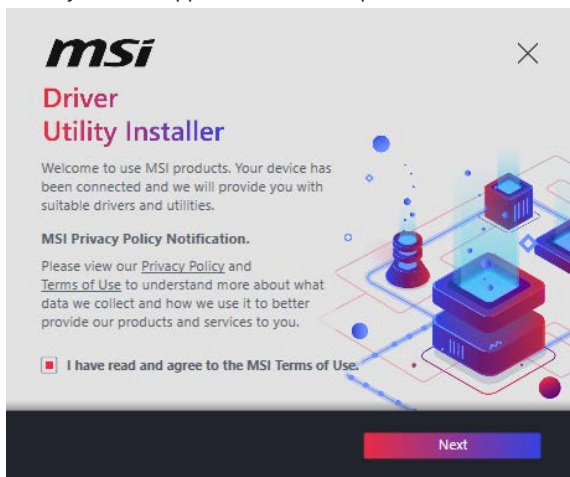 msi
Driver
Utility Installer
Welcome to use MSI products. Your device has
been connected and we will provide you with
suitable drivers and utilities.
MSI Privacy Policy Notification.
Please view our Privacy Policy and
Terms of Use to understand more about what
data we collect and how we use it to better
provide our products and services to you.
I have read and agree to the MSI Terms of Use.
Next